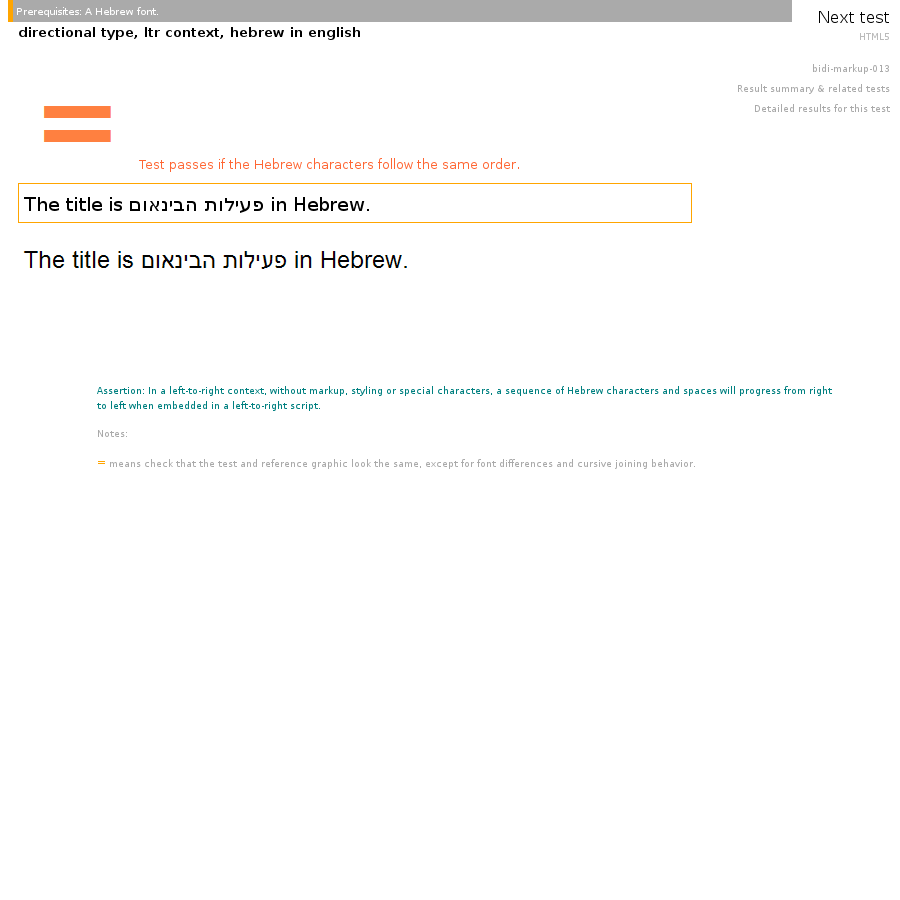 Prerequisites: A Hebrew font.
Next test
directional type, ltr context, hebrew in english
HTML5
bidi-markup-013
Result summary & related tests
Detailed results for this test
Test passes if the Hebrew characters follow the same order.
The title is פעילות הבינאום in Hebrew.
The title is פעילות הבינאום in Hebrew.
Assertion: In a left-to-right context, without markup, styling or special characters, a sequence of Hebrew characters and spaces will progress from right
to left when embedded in a left-to-right script.
Notes:
= means check that the test and reference graphic look the same, except for font differences and cursive joining behavior.